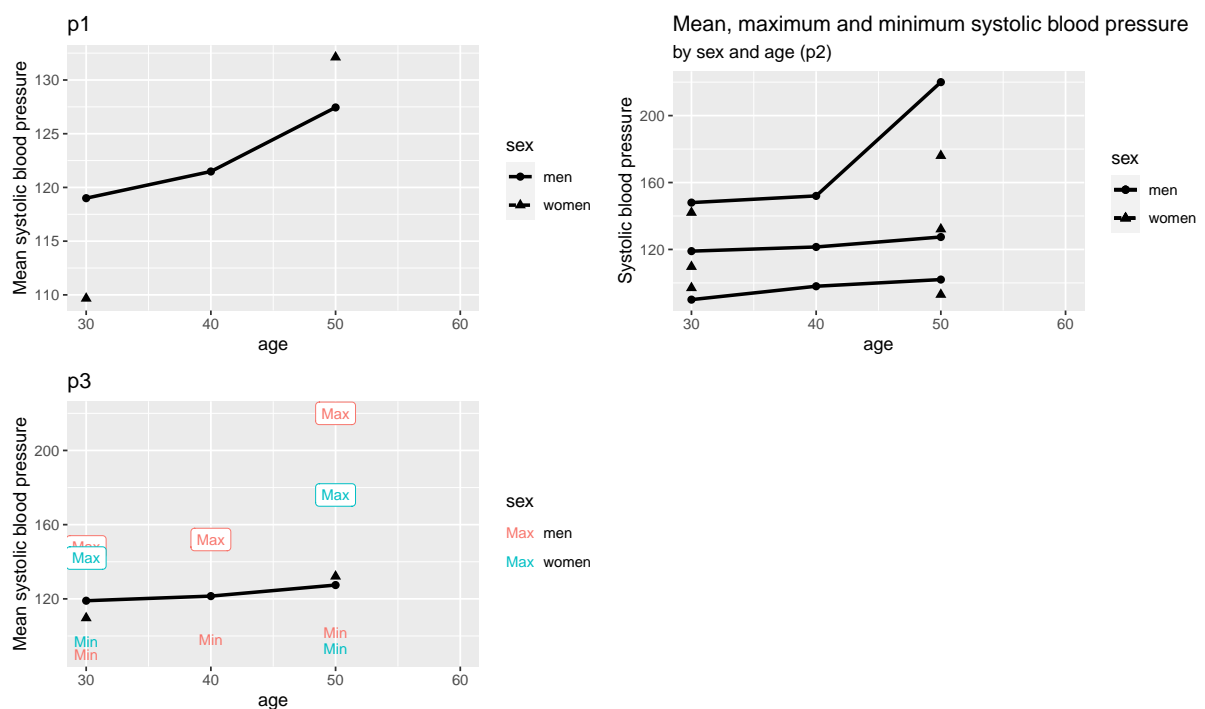 p1
Mean systolic blood pressure
130
125
120
115
110
30 40 50 60
age
sex
men
women
Mean, maximum and minimum systolic blood pressure
by sex and age (p2)
Systolic blood pressure
200
160
120
30 40 50 60
age
sex
men
women
p3
Mean systolic blood pressure
200
160
120
Max
Max
Max
Max
Max
Min
Min
Min
Min
Min
30 40 50 60
age
sex
Max men
Max women